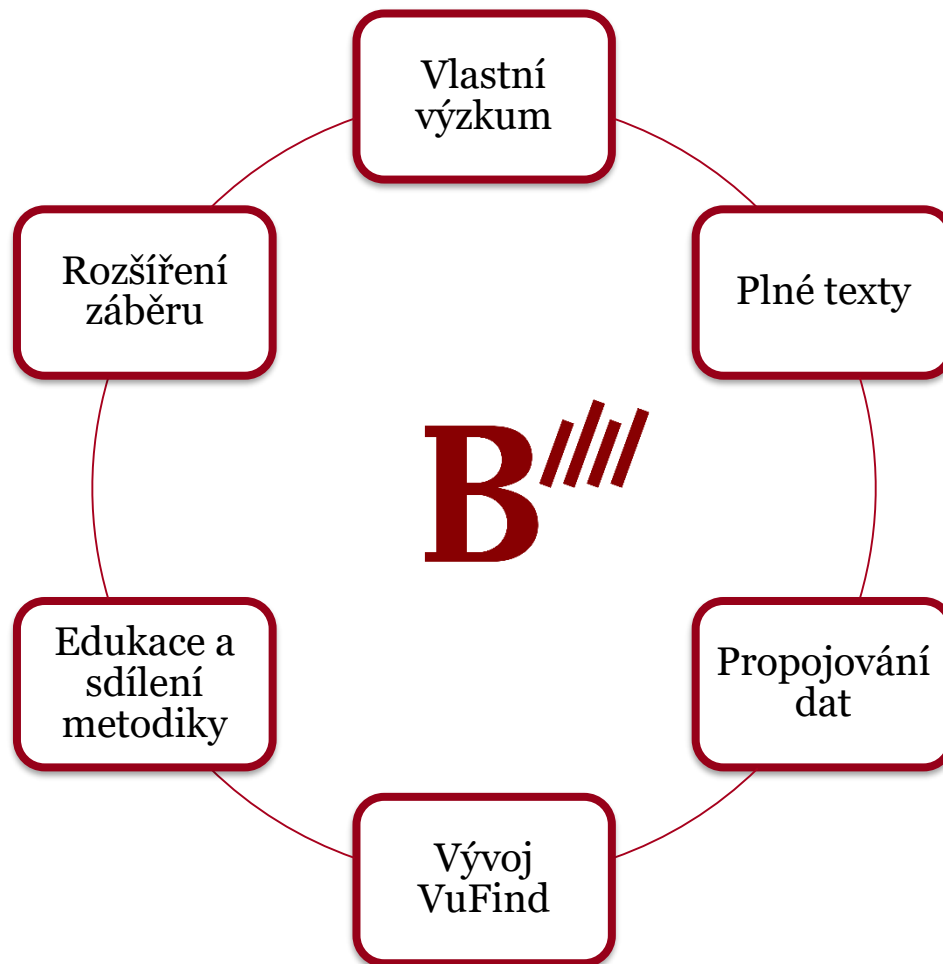 Vlastní
výzkum
Rozšíření
záběru
Plné texty
B
Edukace a
sdílení
metodiky
Propojování
dat
Vývoj
VuFind